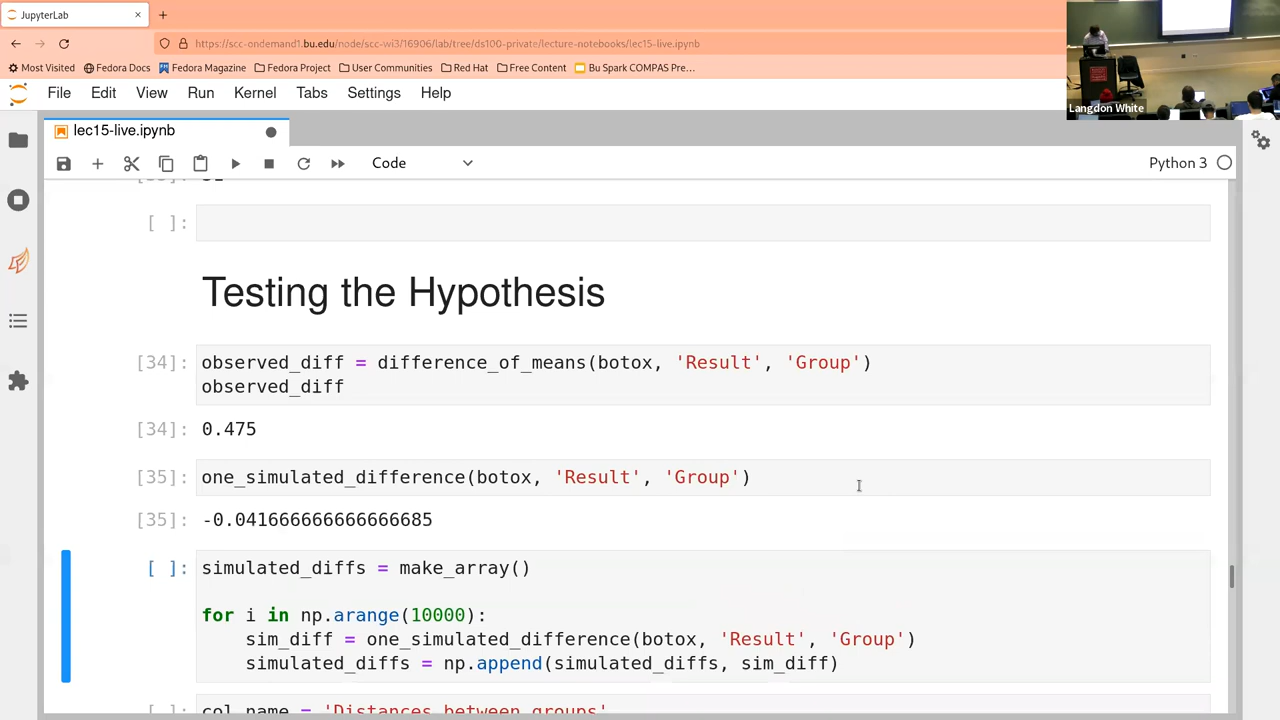 JupyterLab
https://scc-ondemand1.bu.edu/node/scc-wi3/16906/lab/tree/ds100-private/lecture-notebooks/lec15-live.ipynb
Most Visited Fedora Docs Fedora Magazine Fedora Project User Communities Red Hat Free Content Bu Spark COMPAS Pre...
Langdon White
File Edit View Run Kernel Tabs Settings Help
lec15-live.ipynb
Code Python 3
[ ]:
Testing the Hypothesis
[34]: observed_diff = difference_of_means(botox, 'Result', 'Group')
observed_diff
[34]: 0.475
[35]: one_simulated_difference(botox, 'Result', 'Group')
[35]: -0.041666666666666685
[ ]: simulated_diffs = make_array()
for i in np.arange(10000):
sim_diff = one_simulated_difference(botox, 'Result', 'Group')
simulated_diffs = np.append(simulated_diffs, sim_diff)
[ ]: col_name = 'Distances between groups'